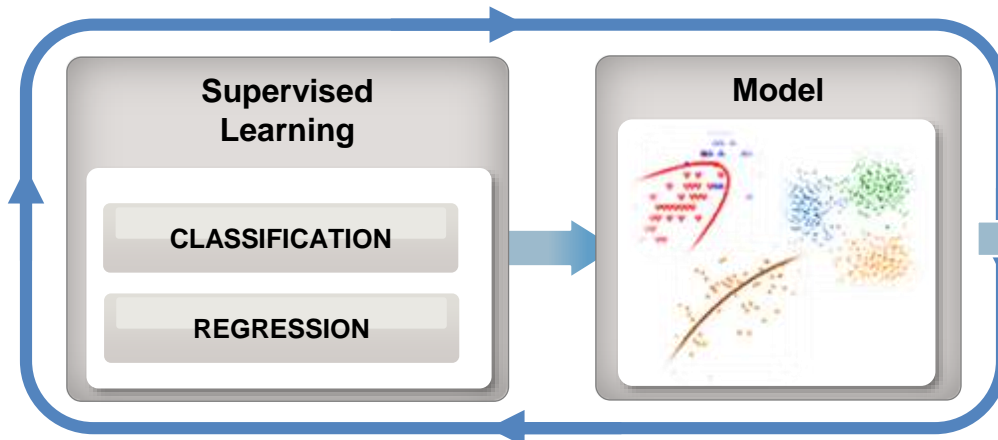 Supervised
Learning
CLASSIFICATION
REGRESSION
Model